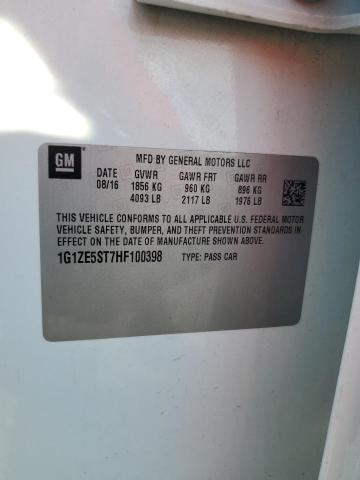 GM
MFD BY GENERAL MOTORS LLC
DATE GVWR GAWR FRT GAWR RR
08/16 1856 KG 960 KG 896 KG
4093 LB 2117 LB 1976 LB
THIS VEHICLE CONFORMS TO ALL APPLICABLE U.S. FEDERAL MOTOR
VEHICLE SAFETY, BUMPER, AND THEFT PREVENTION STANDARDS
IN EFFECT ON THE DATE OF MANUFACTURE SHOWN ABOVE.
1G1ZE5ST7HF100398 TYPE: PASS CAR